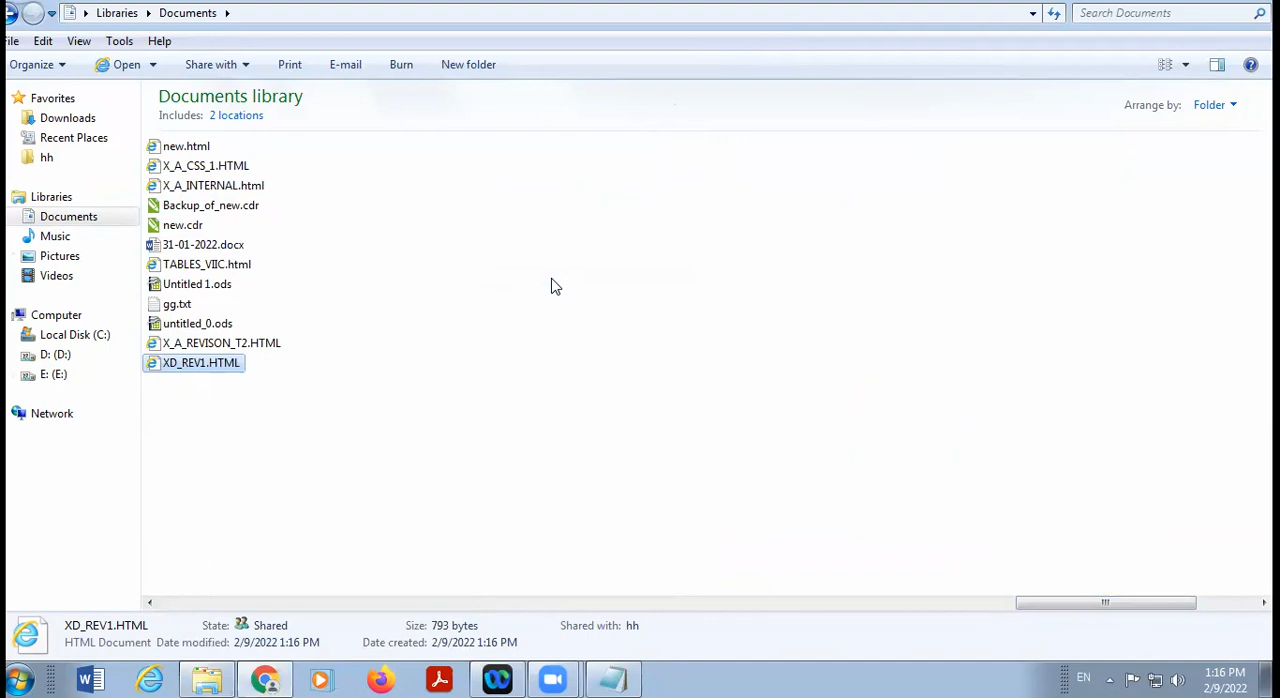 Libraries Documents Search Documents
ile Edit View Tools Help
Organize Open Share with Print E-mail Burn New folder
Favorites
Downloads
Recent Places
hh
Libraries
Documents
Music
Pictures
Videos
Computer
Local Disk (C:)
D: (D:)
E: (E:)
Network
Documents library
Includes: 2 locations
Arrange by: Folder
new.html
X_A_CSS_1.HTML
X_A_INTERNAL.html
Backup_of_new.cdr
new.cdr
31-01-2022.docx
TABLES_VIIC.html
Untitled 1.ods
gg.txt
untitled_0.ods
X_A_REVISON_T2.HTML
XD_REV1.HTML
XD_REV1.HTML State: Shared Size: 793 bytes Shared with: hh
HTML Document Date modified: 2/9/2022 1:16 PM Date created: 2/9/2022 1:16 PM
EN 1:16 PM
2/9/2022